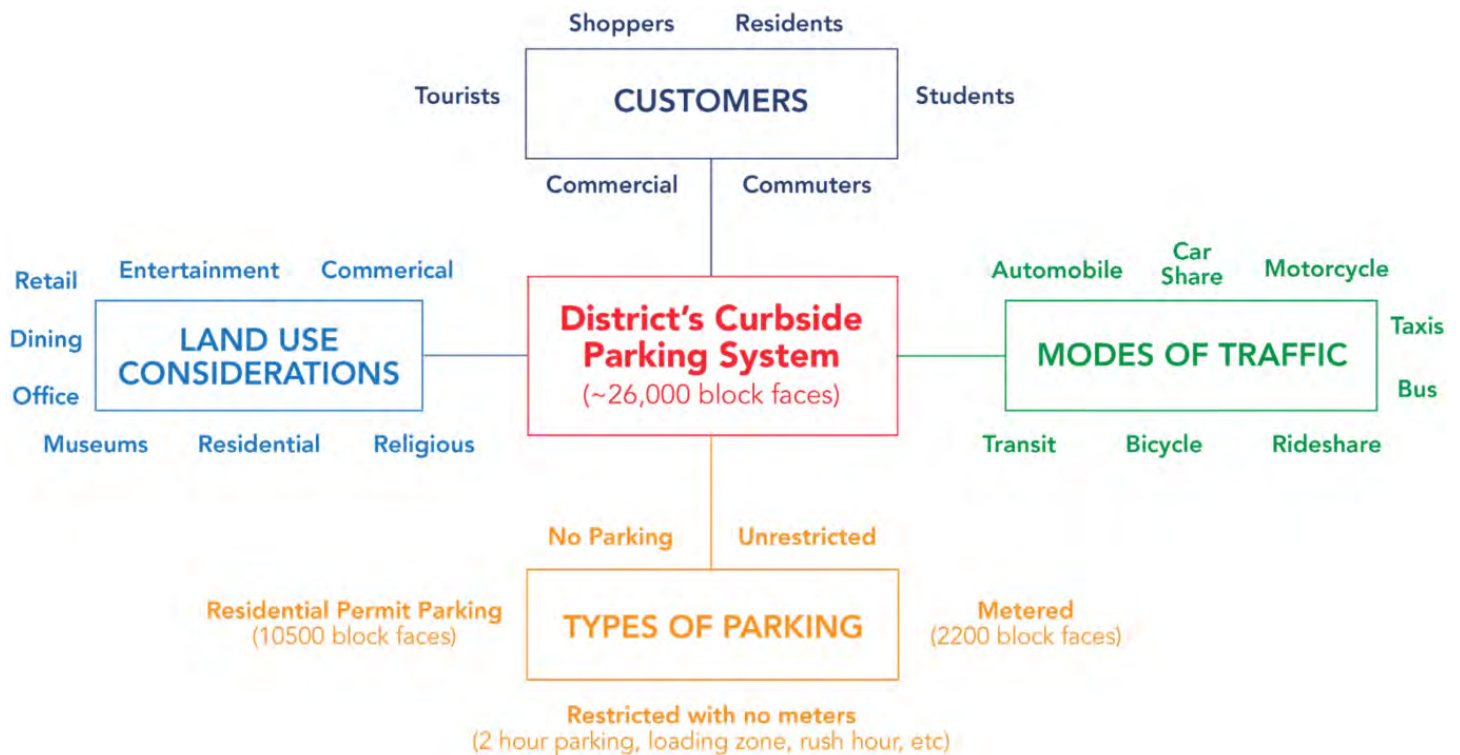 Shoppers Residents
Tourists
CUSTOMERS
Students
Commercial Commuters
Retail
Entertainment
Commerical
Dining
LAND USE
CONSIDERATIONS
Office
Museums Residential Religious
District's Curbside
Parking System
(~26,000 block faces)
Automobile
Car
Share
Motorcycle
Taxis
MODES OF TRAFFIC
Bus
Transit Bicycle Rideshare
No Parking Unrestricted
Residential Permit Parking
(10500 block faces)
TYPES OF PARKING
Metered
(2200 block faces)
Restricted with no meters
(2 hour parking, loading zone, rush hour, etc)